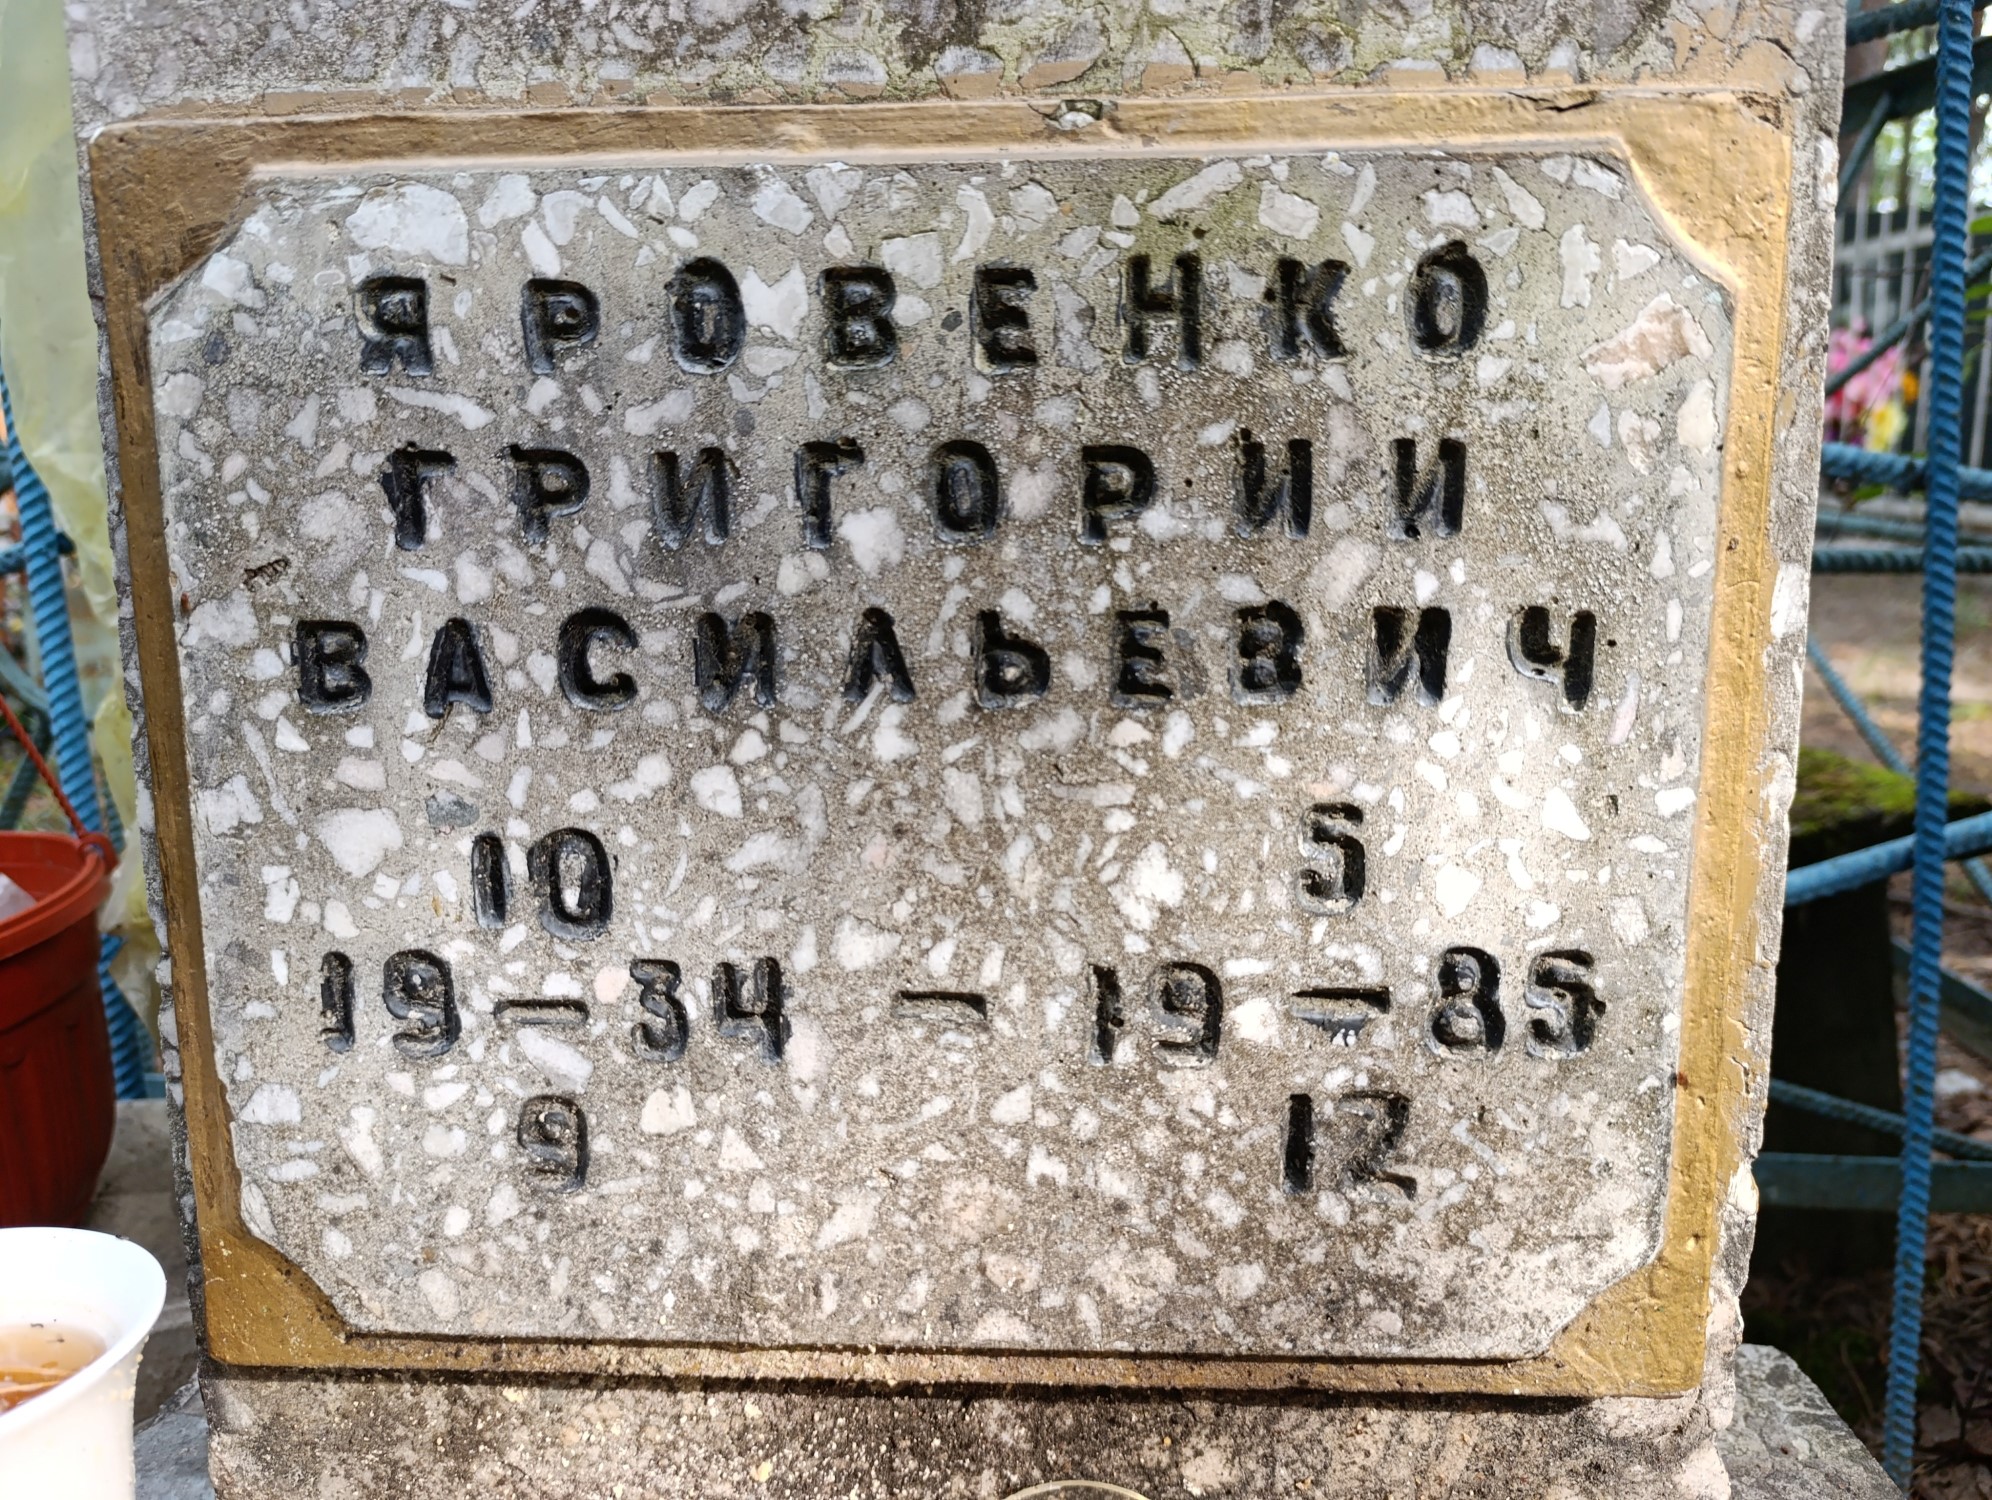 ЯРОВЕНКО
ГРИГОРИИ
ВАСИЛЬЕВИЧ
10 5
19 — 34 — 19 — 85
9 12